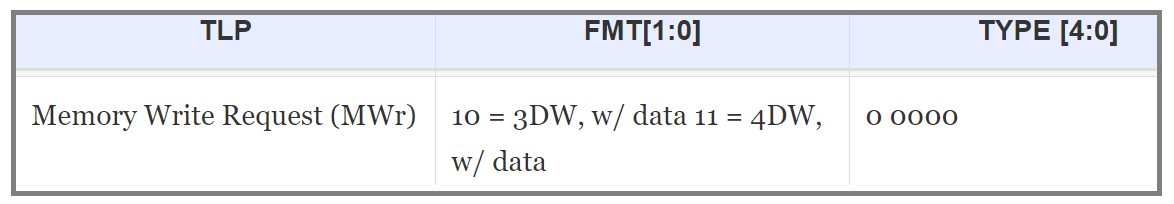 TLP FMT[1:0] TYPE [4:0]
Memory Write Request (MWr) 10 = 3DW, w/ data 11 = 4DW, 0 0000
w/ data